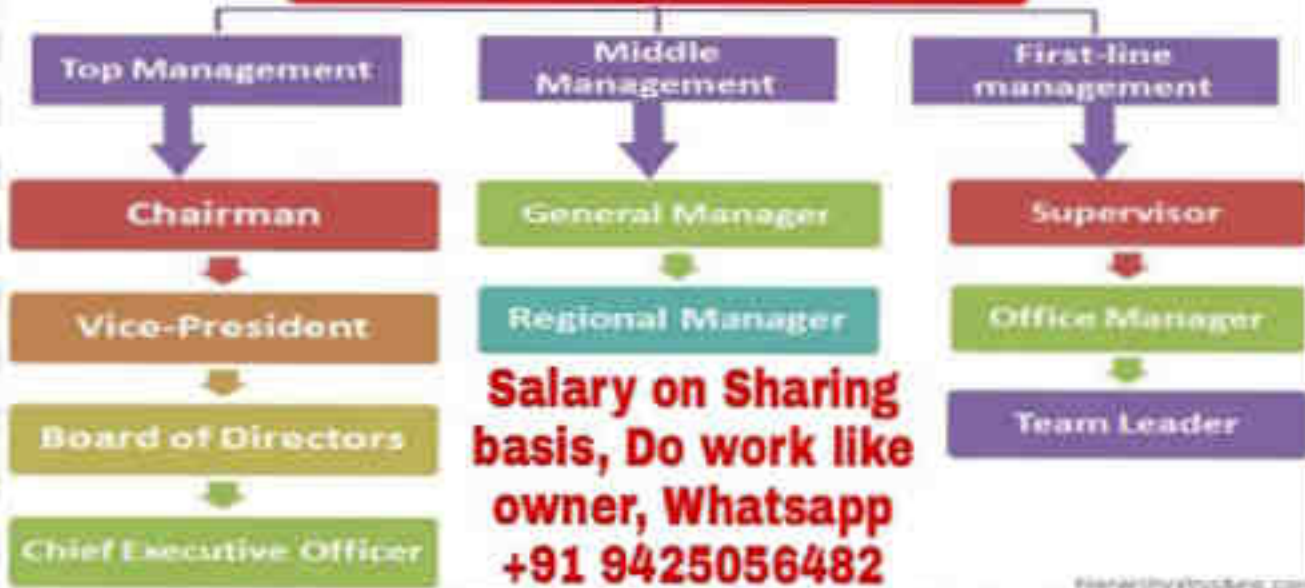 Top Management
Middle
Management
First-line
management
Chairman
Vice-President
Board of Directors
Chief Executive Officer
General Manager
Regional Manager
Salary on Sharing
basis, Do work like
owner, Whatsapp
+91 9425056482
Supervisor
Office Manager
Team Leader